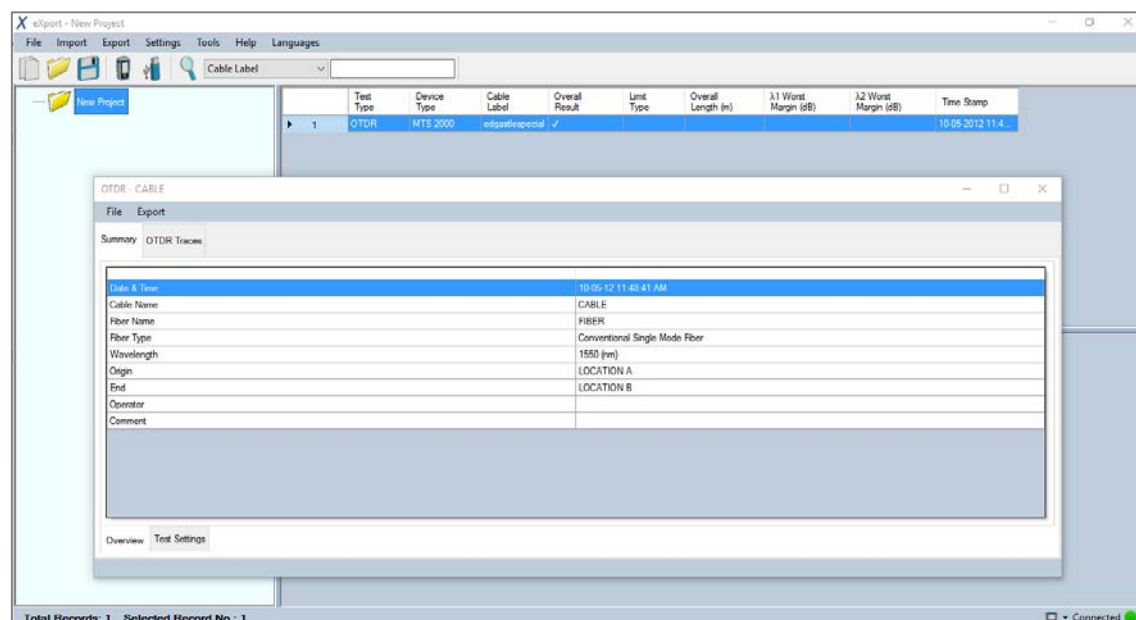 eXport - New Project
File Import Export Settings Tools Help Languages
Cable Label
New Project
Test Type Device Type Cable Label Overall Result Limit Type Overall Length (m) λ1 Worst Margin (dB) λ2 Worst Margin (dB) Time Stamp
1 OTDR MTS 2000 edgastlespecial ✓ 10-05-2012 11:4...
OTDR - CABLE
File Export
Summary OTDR Traces
Date & Time 10-05-12 11:48:41 AM
Cable Name CABLE
Fiber Name FIBER
Fiber Type Conventional Single Mode Fiber
Wavelength 1550 (nm)
Origin LOCATION A
End LOCATION B
Operator
Comment
Overview Test Settings
Total Records: 1 Selected Record No.: 1
Connected